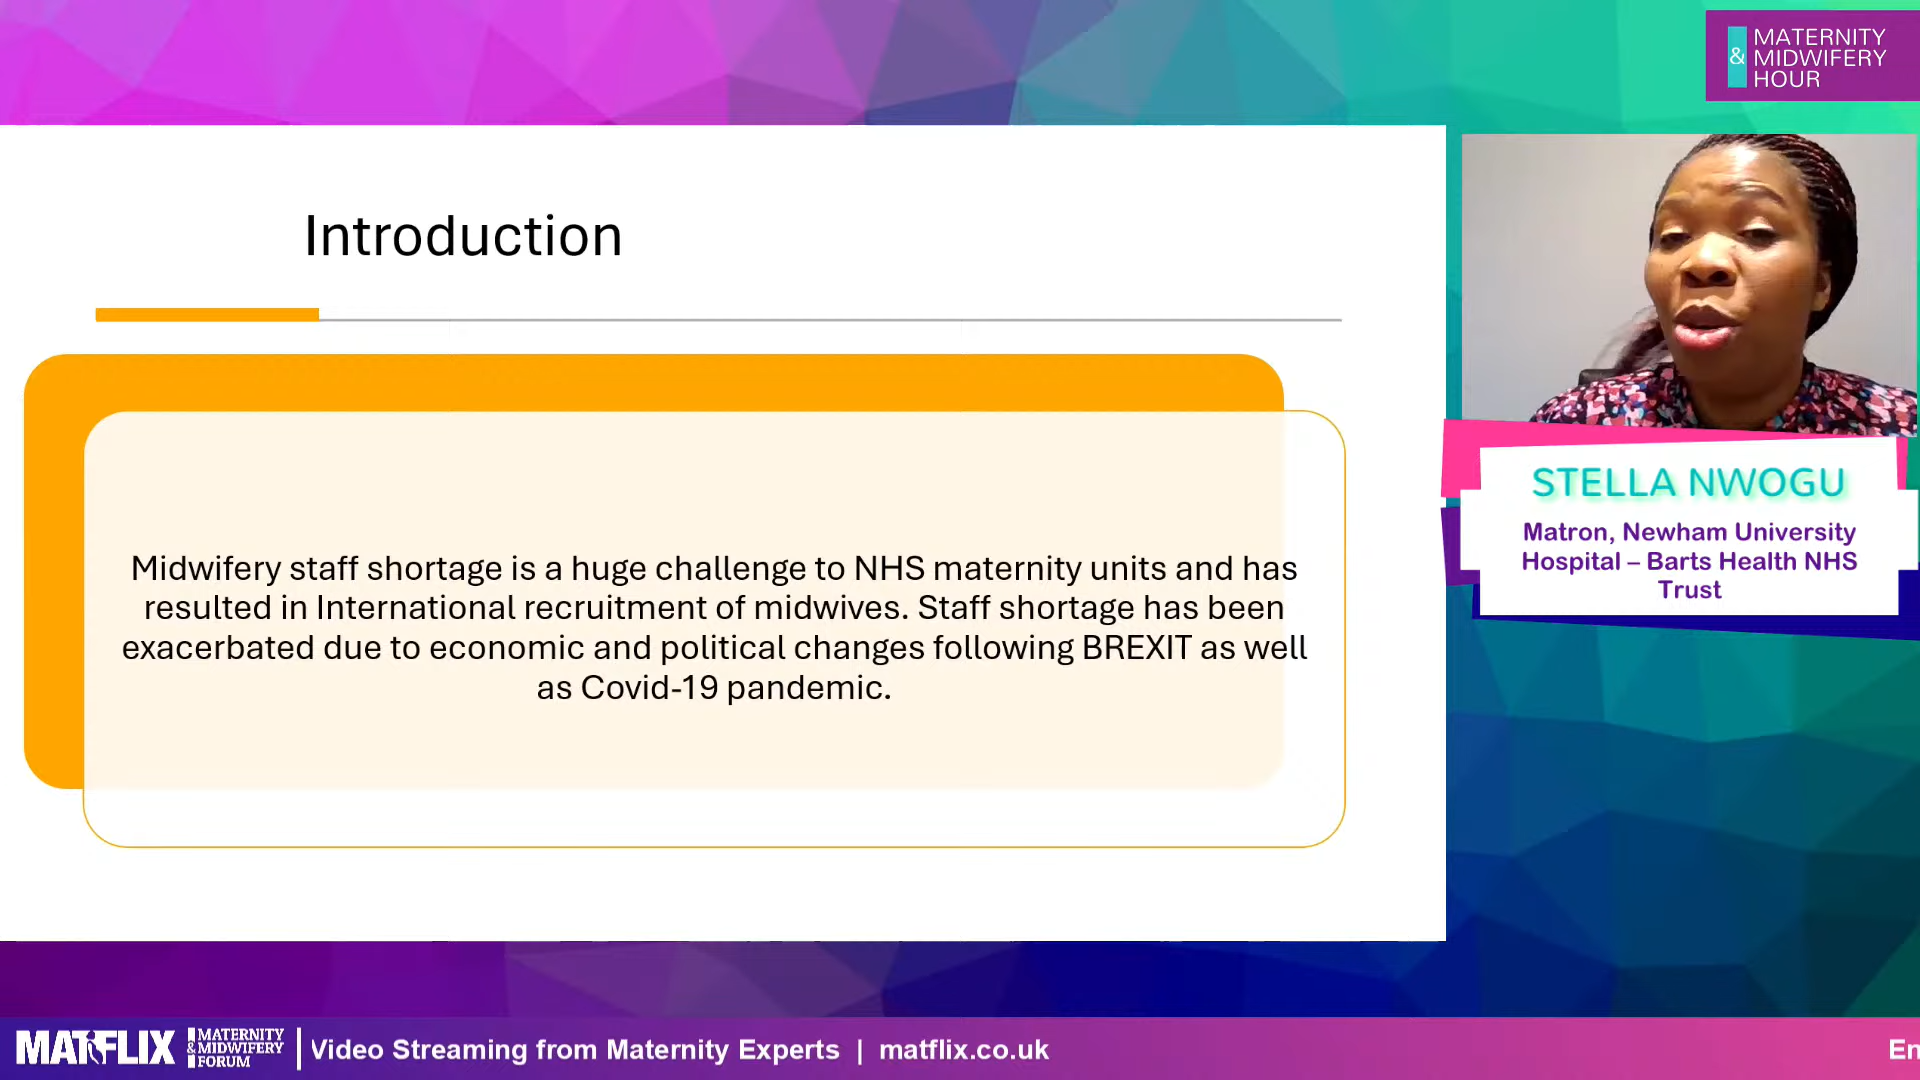 MATERNITY
& MIDWIFERY
HOUR
Introduction
Midwifery staff shortage is a huge challenge to NHS maternity units and has
resulted in International recruitment of midwives. Staff shortage has been
exacerbated due to economic and political changes following BREXIT as well
as Covid-19 pandemic.
STELLA NWOGU
Matron, Newham University
Hospital – Barts Health NHS
Trust
MATFLIX
MATERNITY
& MIDWIFERY
FORUM
Video Streaming from Maternity Experts | matflix.co.uk